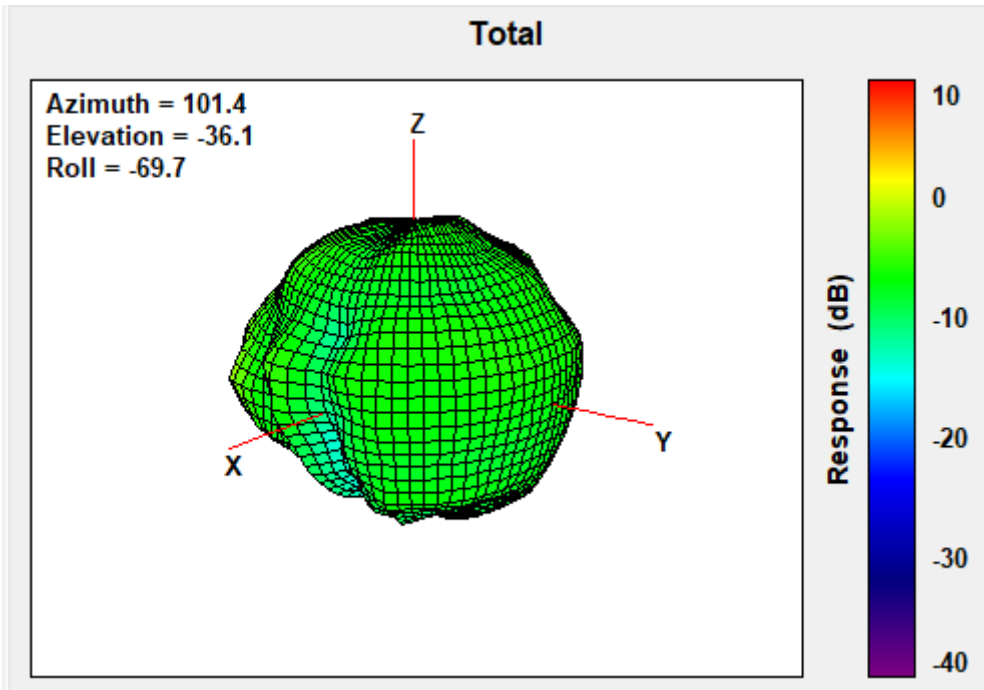 Total
Azimuth = 101.4
Elevation = -36.1
Roll = -69.7
Z
X
Y
10
0
-10
-20
-30
-40
Response (dB)